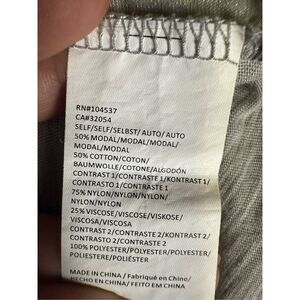 RN#104537
CA#32054
SELF/SELF/SELBST/AUTO/AUTO
50% MODAL/MODAL/MODAL/
MODAL/MODAL
50% COTTON/COTON/
BAUMWOLLE/COTONE/ALGODÓN
CONTRAST 1/CONTRASTE 1/KONTRAST 1/
CONTRASTO 1/CONTRASTE 1
75% NYLON/NYLON/NYLON/
NYLON/NYLON
25% VISCOSE/VISCOSE/VISKOSE/
VISCOSA/VISCOSA
CONTRAST 2/CONTRASTE 2/KONTRAST 2/
CONTRASTO 2/CONTRASTE 2
100% POLYESTER/POLYESTER/POLYESTER/
POLIESTERE/POLIÉSTER
MADE IN CHINA / Fabriqué en Chine/
HECHO EN CHINA/FEITO EM CHINA